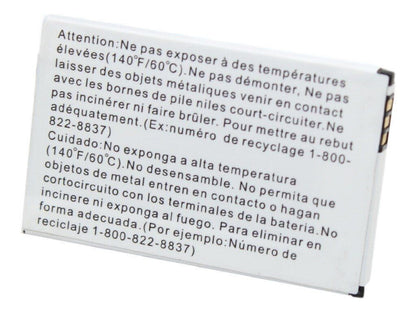 Attention:Ne pas exposer à des températures
élevées(140°F/60°C).Ne pas démonter.Ne pas
laisser des objets métaliques venir en contact
avec les bornes de pile niles court-circuiter.Ne
pas incinérer ni faire brûler.Pour mettre au rebut
adéquatement.(Ex:numéro de recyclage 1-800-
822-8837)
Cuidado:No exponga a alta temperatura
(140°F/60°C).No desensamble.No permita que
objetos de metal entren en contacto o hagan
cortocircuito con los terminales de la bateria.No
incinere ni exponga al fuego. Para eliminar en
forma adecuada.(Por ejemplo:Número de
reciclaje 1-800-822-8837)